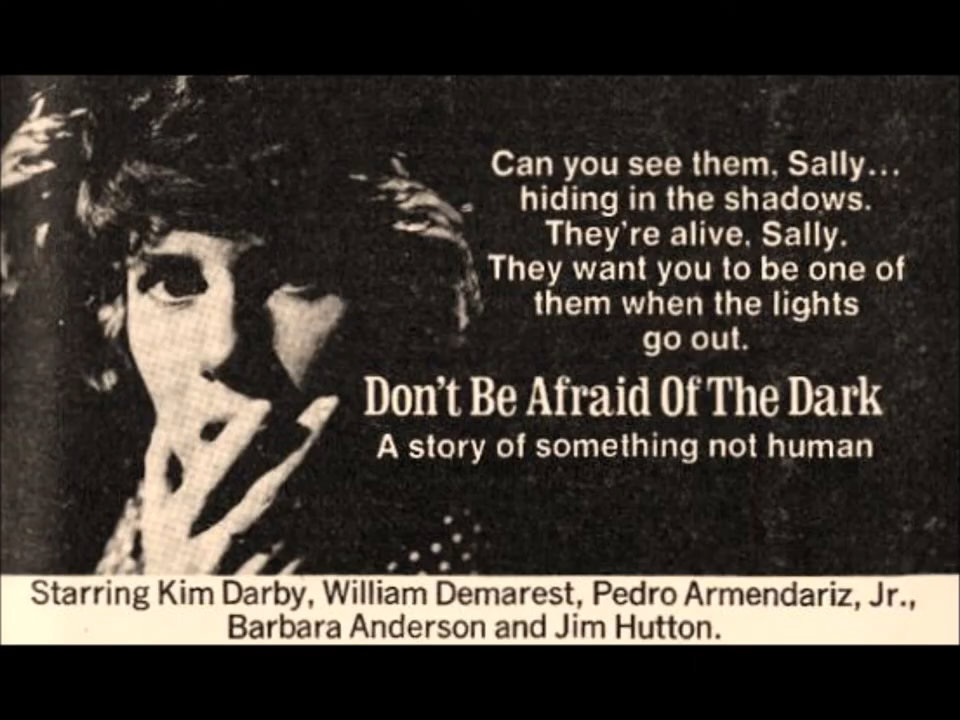 Can you see them, Sally...
hiding in the shadows.
They're alive, Sally.
They want you to be one of
them when the lights
go out.
Don't Be Afraid Of The Dark
A story of something not human
Starring Kim Darby, William Demarest, Pedro Armendariz, Jr.,
Barbara Anderson and Jim Hutton.